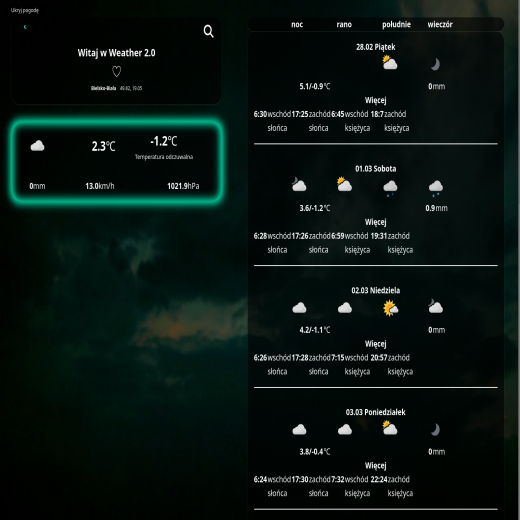 Ukryj pogodę
Witaj w Weather 2.0
Bielsko-Biała 49.82, 19.05
2.3°C
-1.2°C
Temperatura odczuwalna
0mm 13.0km/h 1021.9hPa
noc rano południe wieczór
28.02 Piątek
5.1/-0.9 °C 0mm
Więcej
6:30 wschód 17:25 zachód 6:45 wschód 18:7 zachód
słońca słońca księżyca księżyca
01.03 Sobota
3.6/-1.2 °C 0.9mm
Więcej
6:28 wschód 17:26 zachód 6:59 wschód 19:31 zachód
słońca słońca księżyca księżyca
02.03 Niedziela
4.2/-1.1 °C 0mm
Więcej
6:26 wschód 17:28 zachód 7:15 wschód 20:57 zachód
słońca słońca księżyca księżyca
03.03 Poniedziałek
3.8/-0.4 °C 0mm
Więcej
6:24 wschód 17:30 zachód 7:32 wschód 22:24 zachód
słońca słońca księżyca księżyca